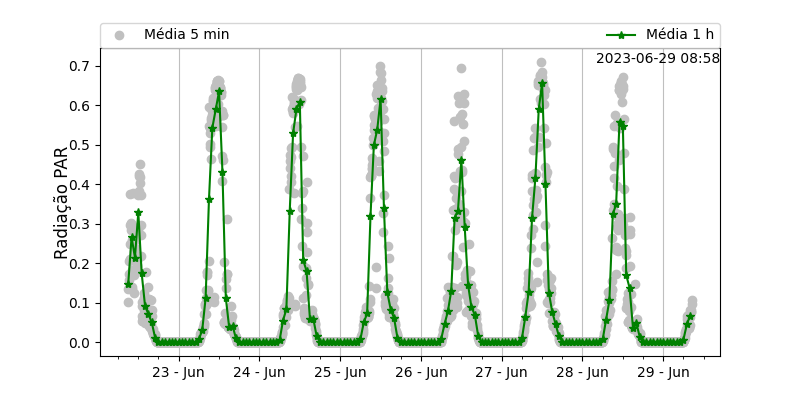 Média 5 min
Média 1 h
2023-06-29 08:58
Radiação PAR
0.7
0.6
0.5
0.4
0.3
0.2
0.1
0.0
23 - Jun
24 - Jun
25 - Jun
26 - Jun
27 - Jun
28 - Jun
29 - Jun